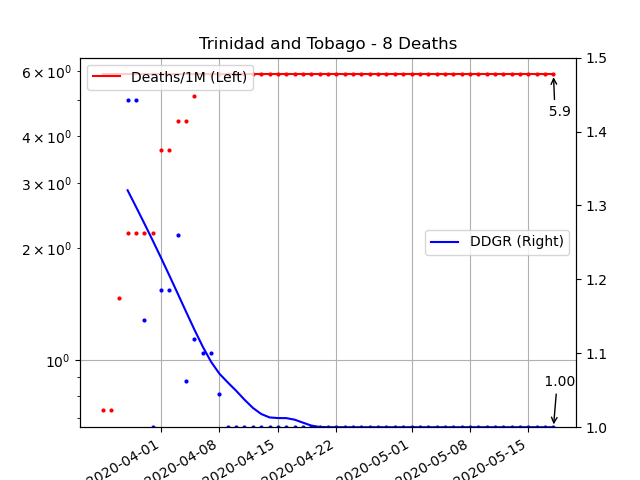 Trinidad and Tobago - 8 Deaths
Deaths/1M (Left)
DDGR (Right)
6 × 10⁰
4 × 10⁰
3 × 10⁰
2 × 10⁰
10⁰
1.5
1.4
1.3
1.2
1.1
1.0
5.9
1.00
2020-04-01
2020-04-08
2020-04-15
2020-04-22
2020-05-01
2020-05-08
2020-05-15